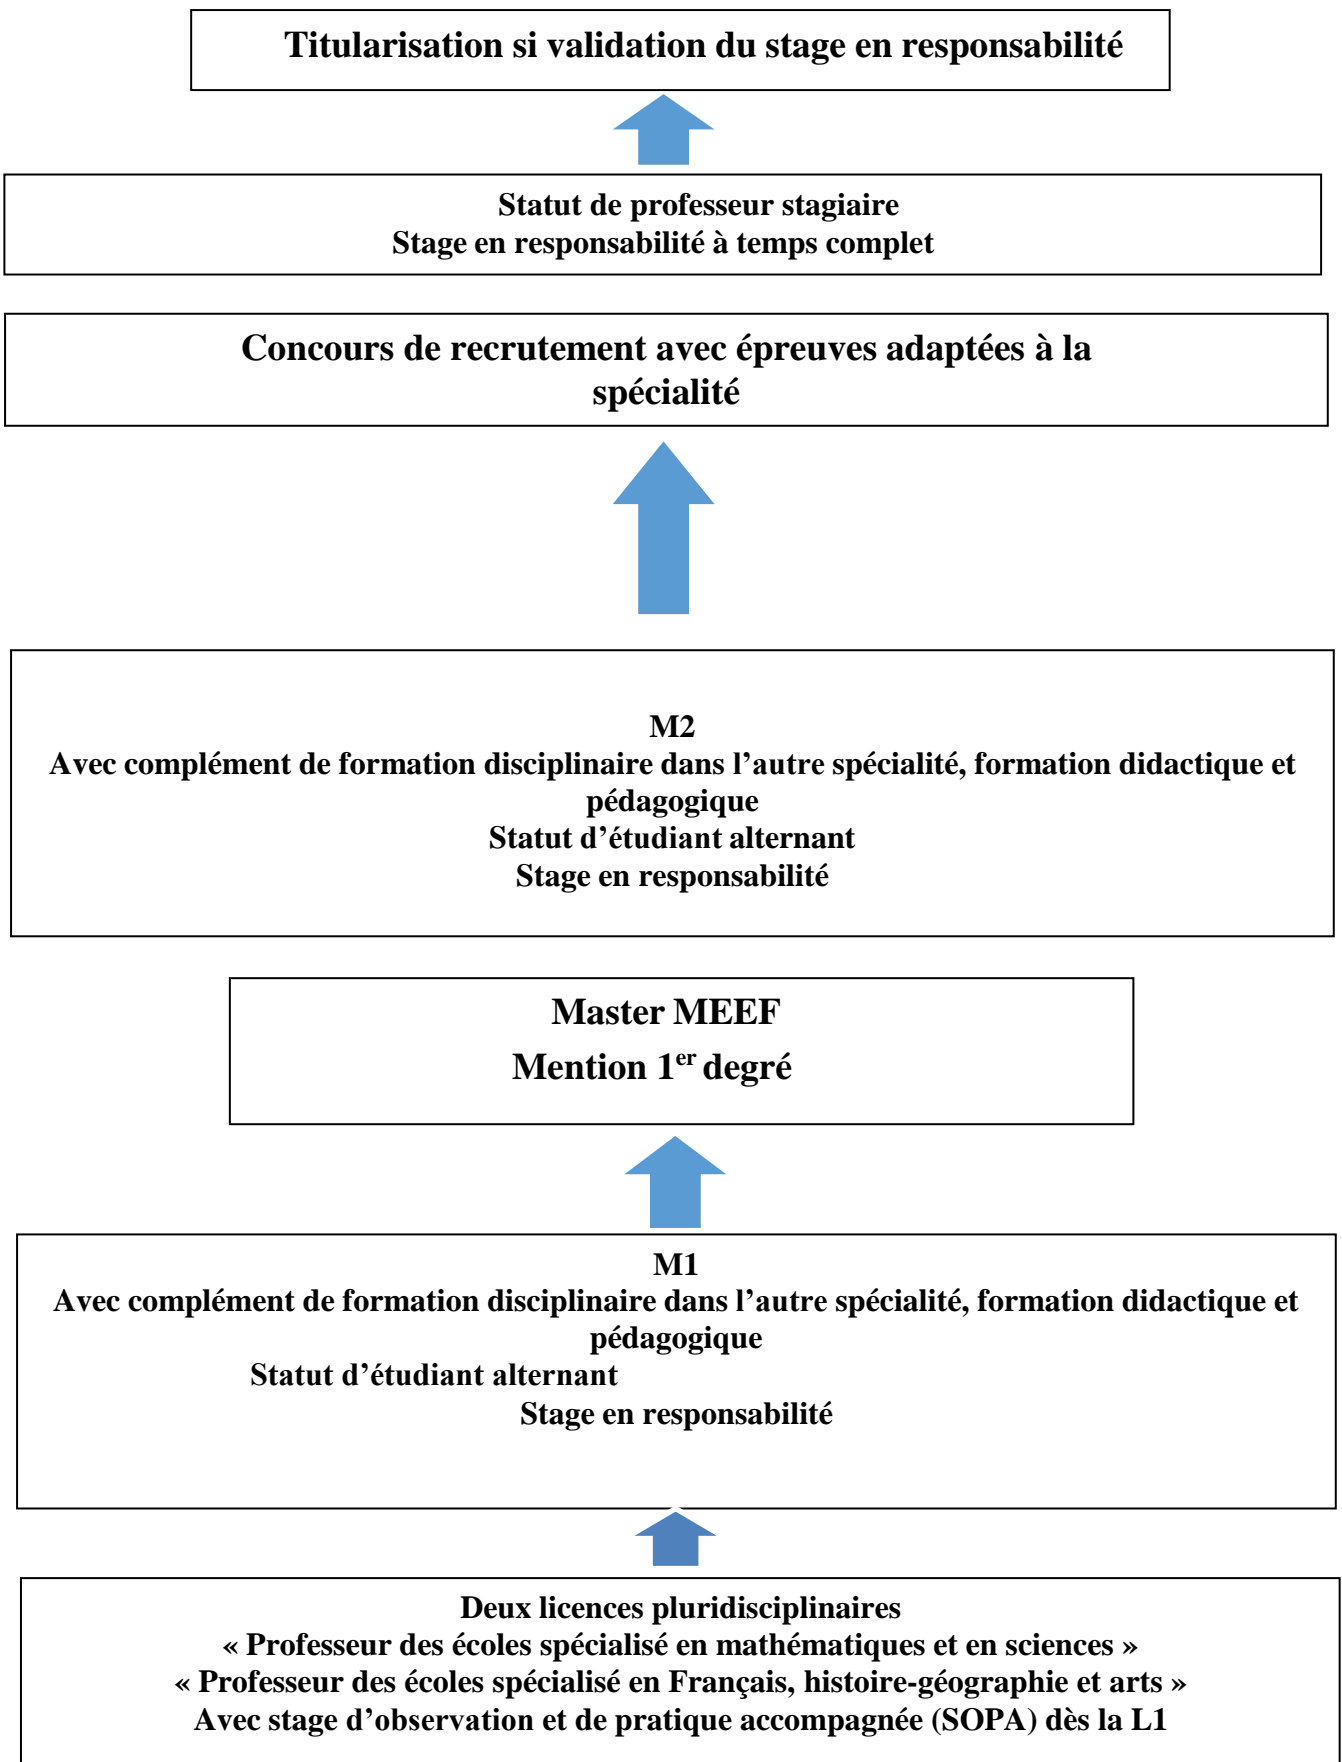 Titularisation si validation du stage en responsabilité
Statut de professeur stagiaire
Stage en responsabilité à temps complet
Concours de recrutement avec épreuves adaptées à la
spécialité
M2
Avec complément de formation disciplinaire dans l’autre spécialité, formation didactique et
pédagogique
Statut d’étudiant alternant
Stage en responsabilité
Master MEEF
Mention 1er degré
M1
Avec complément de formation disciplinaire dans l’autre spécialité, formation didactique et
pédagogique
Statut d’étudiant alternant
Stage en responsabilité
Deux licences pluridisciplinaires
« Professeur des écoles spécialisé en mathématiques et en sciences »
« Professeur des écoles spécialisé en Français, histoire-géographie et arts »
Avec stage d’observation et de pratique accompagnée (SOPA) dès la L1